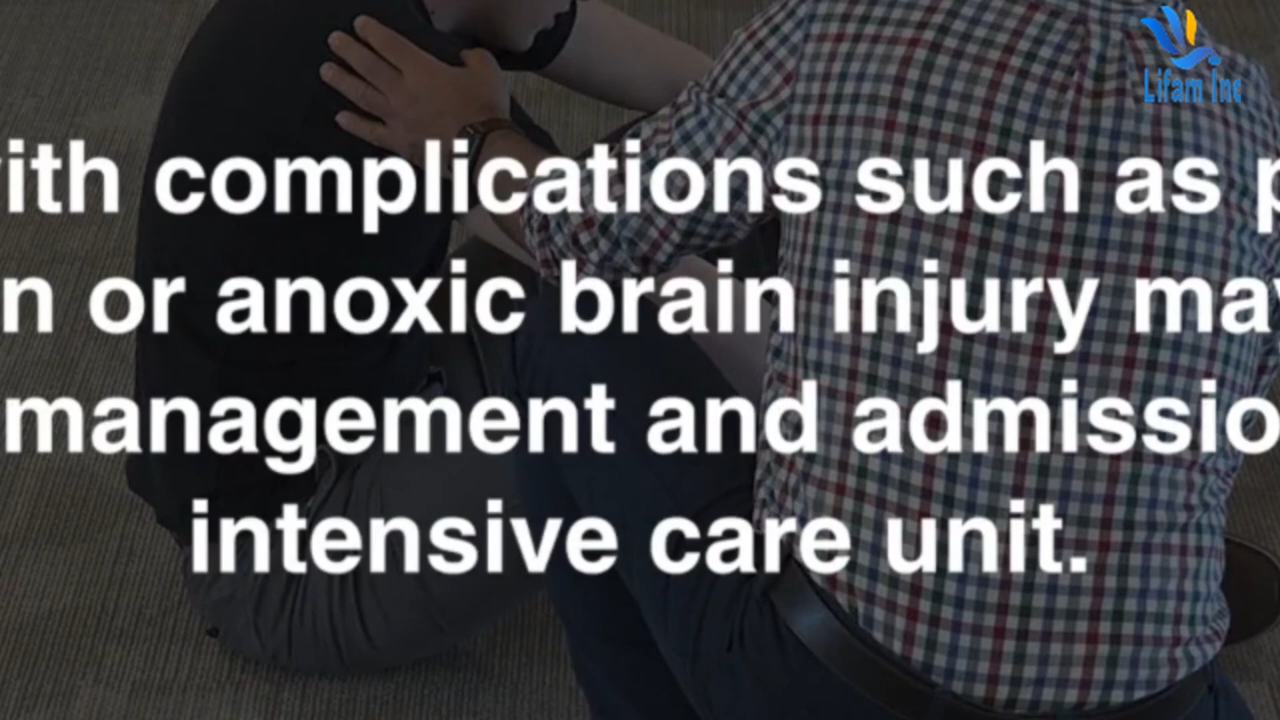 Lifam Inc
ith complications such as p
n or anoxic brain injury ma
management and admissio
intensive care unit.